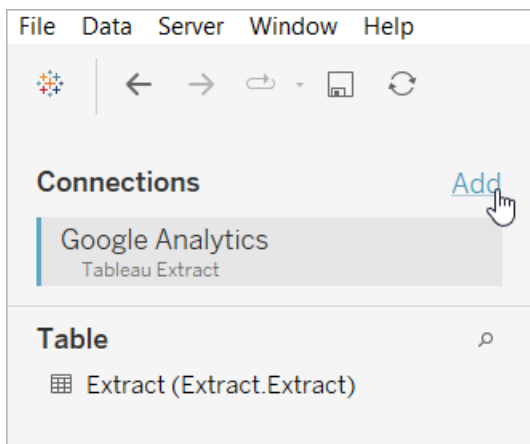 File Data Server Window Help
Connections Add
Google Analytics
Tableau Extract
Table
Extract (Extract.Extract)